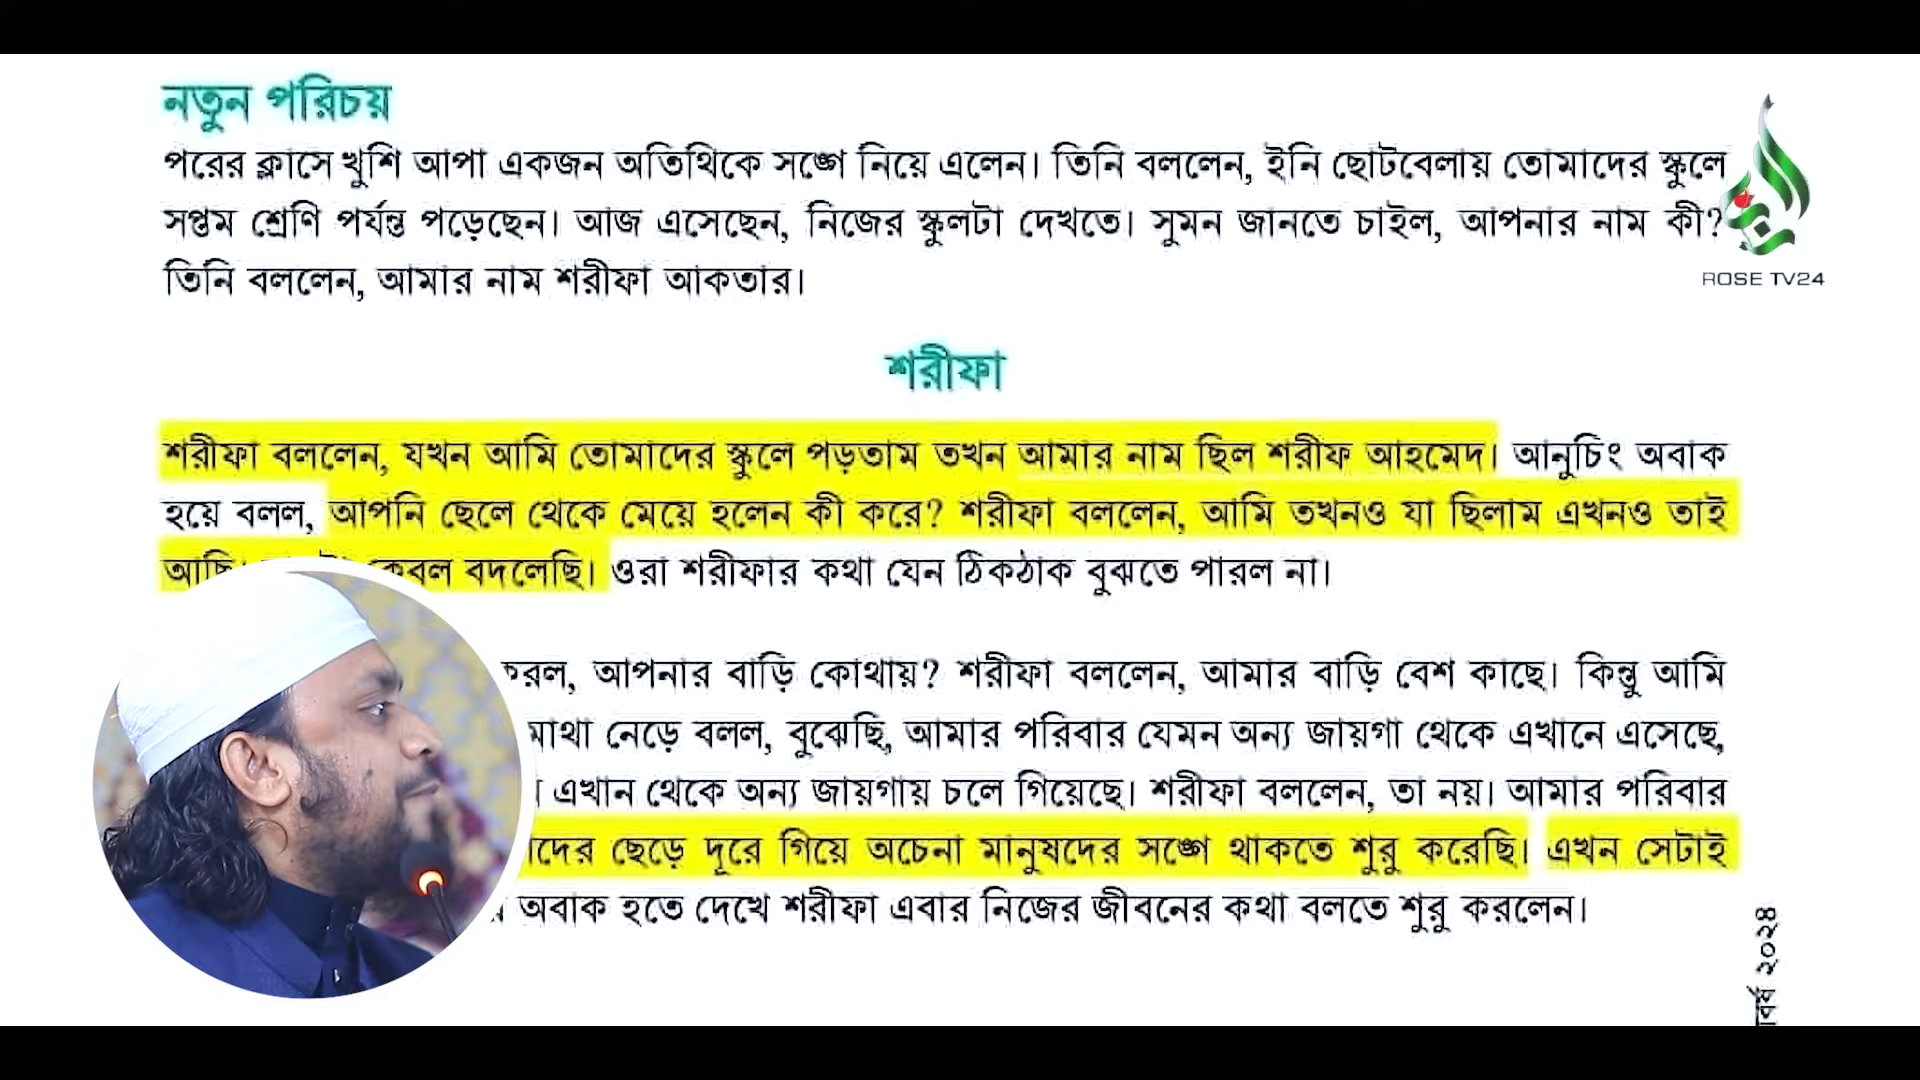 নতুন পরিচয়
পরের ক্লাসে খুশি আপা একজন অতিথিকে সঙ্গে নিয়ে এলেন। তিনি বললেন, ইনি ছোটবেলায় তোমাদের স্কুলে
সপ্তম শ্রেণি পর্যন্ত পড়েছেন। আজ এসেছেন, নিজের স্কুলটা দেখতে। সুমন জানতে চাইল, আপনার নাম কী?
তিনি বললেন, আমার নাম শরীফা আকতার।
ROSE TV24
শরীফা
শরীফা বললেন, যখন আমি তোমাদের স্কুলে পড়তাম তখন আমার নাম ছিল শরীফ আহমেদ। আনুচিং অবাক
হয়ে বলল, আপনি ছেলে থেকে মেয়ে হলেন কী করে? শরীফা বললেন, আমি তখনও যা ছিলাম এখনও তাই
আছি। কেবল বদলেছি। ওরা শরীফার কথা যেন ঠিকঠাক বুঝতে পারল না।
করল, আপনার বাড়ি কোথায়? শরীফা বললেন, আমার বাড়ি বেশ কাছে। কিন্তু আমি
মাথা নেড়ে বলল, বুঝেছি, আমার পরিবার যেমন অন্য জায়গা থেকে এখানে এসেছে,
এখান থেকে অন্য জায়গায় চলে গিয়েছে। শরীফা বললেন, তা নয়। আমার পরিবার
দের ছেড়ে দূরে গিয়ে অচেনা মানুষদের সঙ্গে থাকতে শুরু করেছি। এখন সেটাই
অবাক হতে দেখে শরীফা এবার নিজের জীবনের কথা বলতে শুরু করলেন।
২০২৪